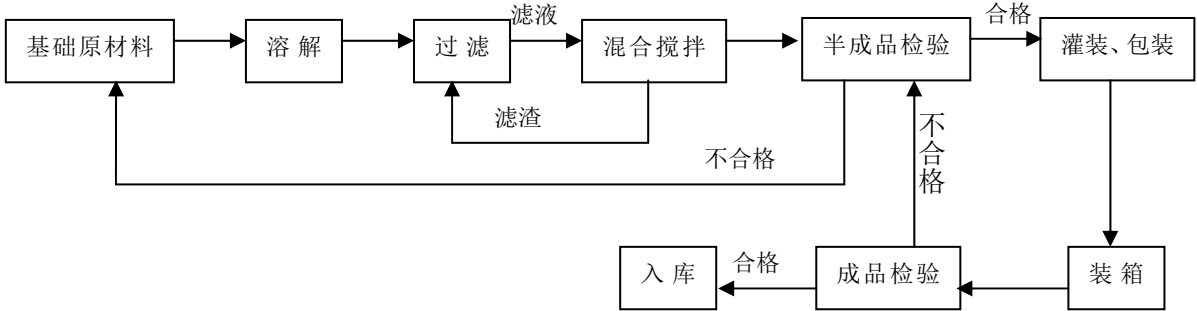 滤液
合格
基础原材料
溶解
过滤
混合搅拌
半成品检验
灌装、包装
滤渣
不合格
不合格
入库
合格
成品检验
装箱